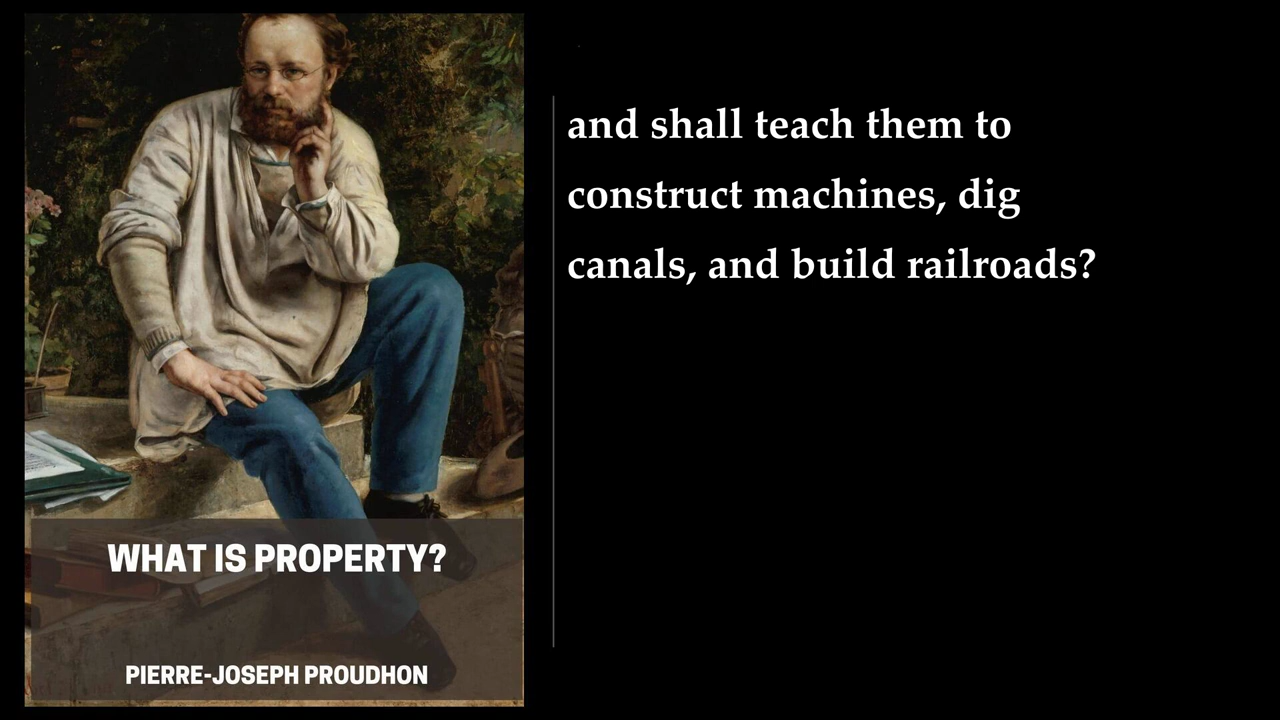 WHAT IS PROPERTY?
PIERRE-JOSEPH PROUDHON
and shall teach them to
construct machines, dig
canals, and build railroads?